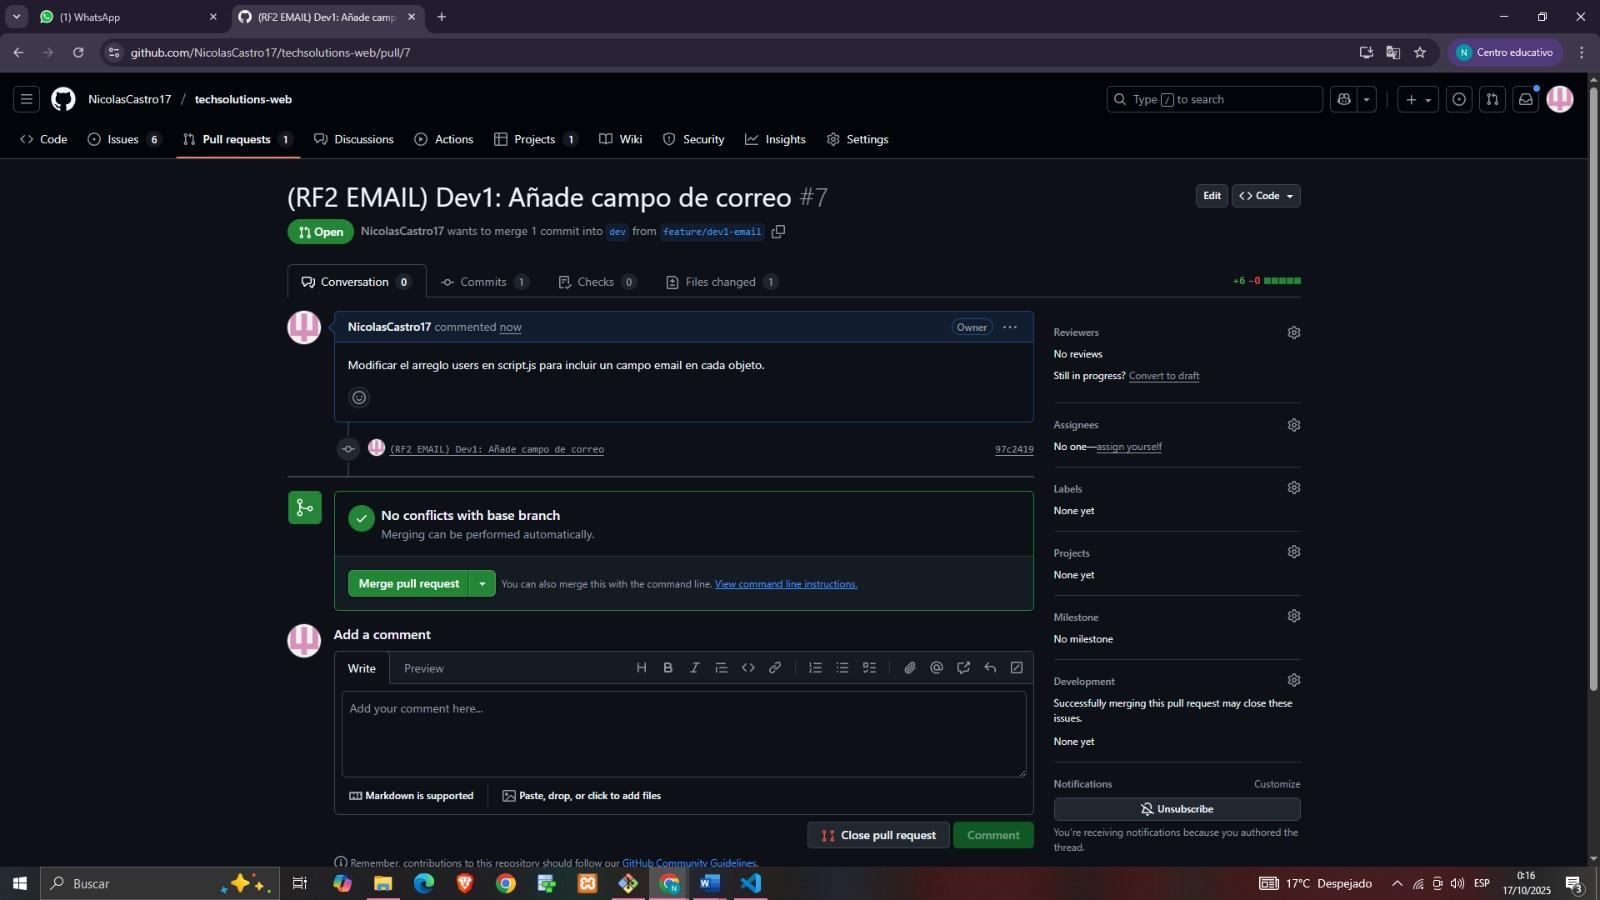 (1) WhatsApp
(RF2 EMAIL) Dev1: Añade camp
github.com/NicolasCastro17/techsolutions-web/pull/7
N Centro educativo
NicolasCastro17 / techsolutions-web
Type / to search
Code
Issues 6
Pull requests 1
Discussions
Actions
Projects 1
Wiki
Security
Insights
Settings
(RF2 EMAIL) Dev1: Añade campo de correo #7
Edit
Code
Open
NicolasCastro17 wants to merge 1 commit into dev from feature/dev1-email
Conversation 0
Commits 1
Checks 0
Files changed 1
+6 −0
NicolasCastro17 commented now
Owner
Modificar el arreglo users en script.js para incluir un campo email en cada objeto.
(RF2 EMAIL) Dev1: Añade campo de correo
97c2419
No conflicts with base branch
Merging can be performed automatically.
Merge pull request
You can also merge this with the command line. View command line instructions.
Add a comment
Write
Preview
Add your comment here...
Markdown is supported
Paste, drop, or click to add files
Close pull request
Comment
Remember, contributions to this repository should follow our GitHub Community Guidelines.
Reviewers
No reviews
Still in progress? Convert to draft
Assignees
No one—assign yourself
Labels
None yet
Projects
None yet
Milestone
No milestone
Development
Successfully merging this pull request may close these
issues.
None yet
Notifications
Customize
Unsubscribe
You're receiving notifications because you authored the
thread.
Buscar
17°C Despejado
ESP
0:16
17/10/2025
3